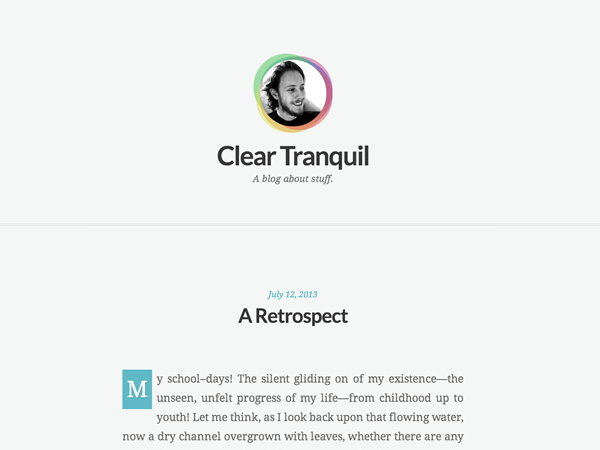 Clear Tranquil
A blog about stuff.
July 12, 2013
A Retrospect
My school–days! The silent gliding on of my existence—the
unseen, unfelt progress of my life—from childhood up to
youth! Let me think, as I look back upon that flowing water,
now a dry channel overgrown with leaves, whether there are any